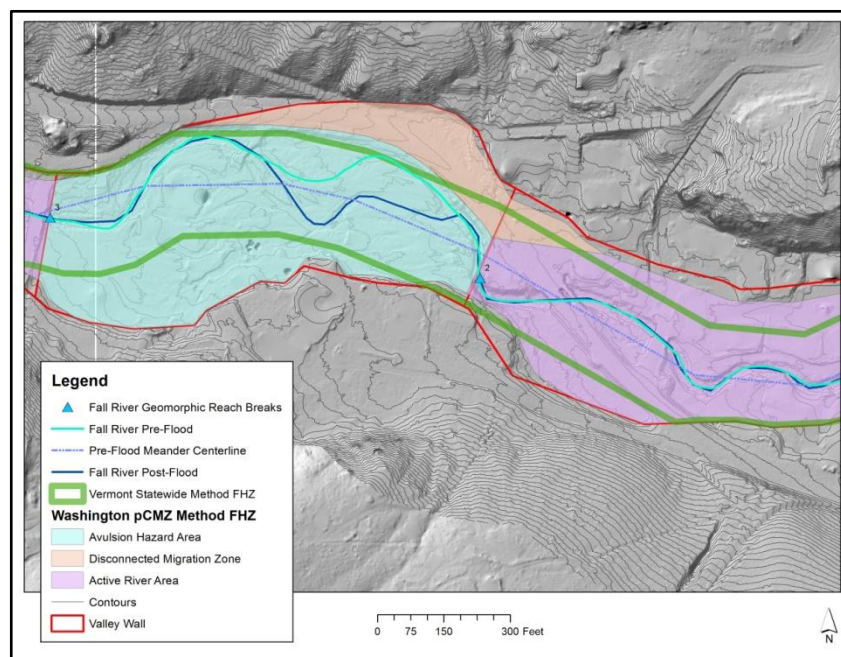 3
2
Legend
Fall River Geomorphic Reach Breaks
Fall River Pre-Flood
Pre-Flood Meander Centerline
Fall River Post-Flood
Vermont Statewide Method FHZ
Washington pCMZ Method FHZ
Avulsion Hazard Area
Disconnected Migration Zone
Active River Area
Contours
Valley Wall
0 75 150 300 Feet
N